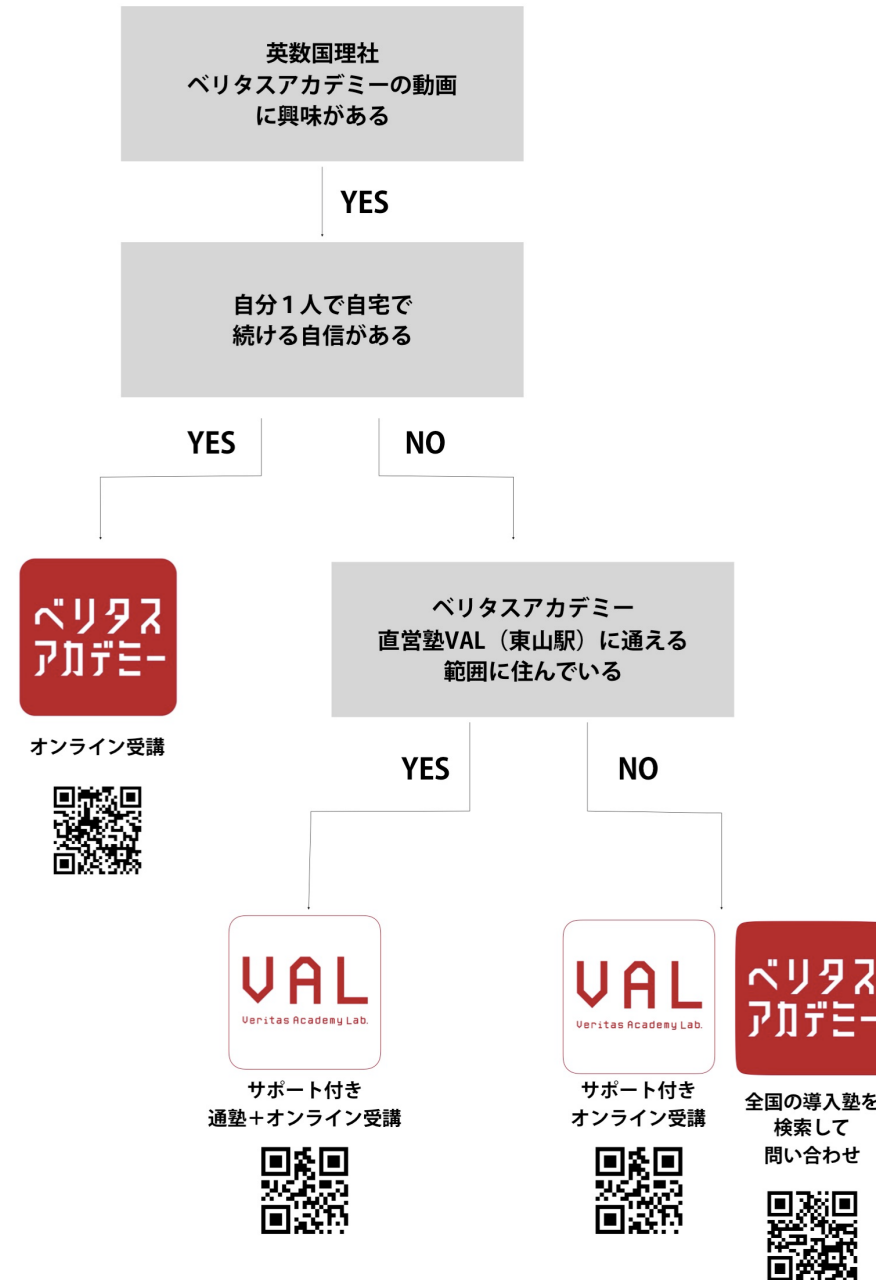 英数国理社
ベリタスアカデミーの動画
に興味がある
YES
自分１人で自宅で
続ける自信がある
YES
NO
ベリタス
アカデミー
オンライン受講
ベリタスアカデミー
直営塾VAL（東山駅）に通える
範囲に住んでいる
YES
NO
VAL
Veritas Academy Lab.
サポート付き
通塾＋オンライン受講
VAL
Veritas Academy Lab.
サポート付き
オンライン受講
ベリタス
アカデミー
全国の導入塾を
検索して
問い合わせ